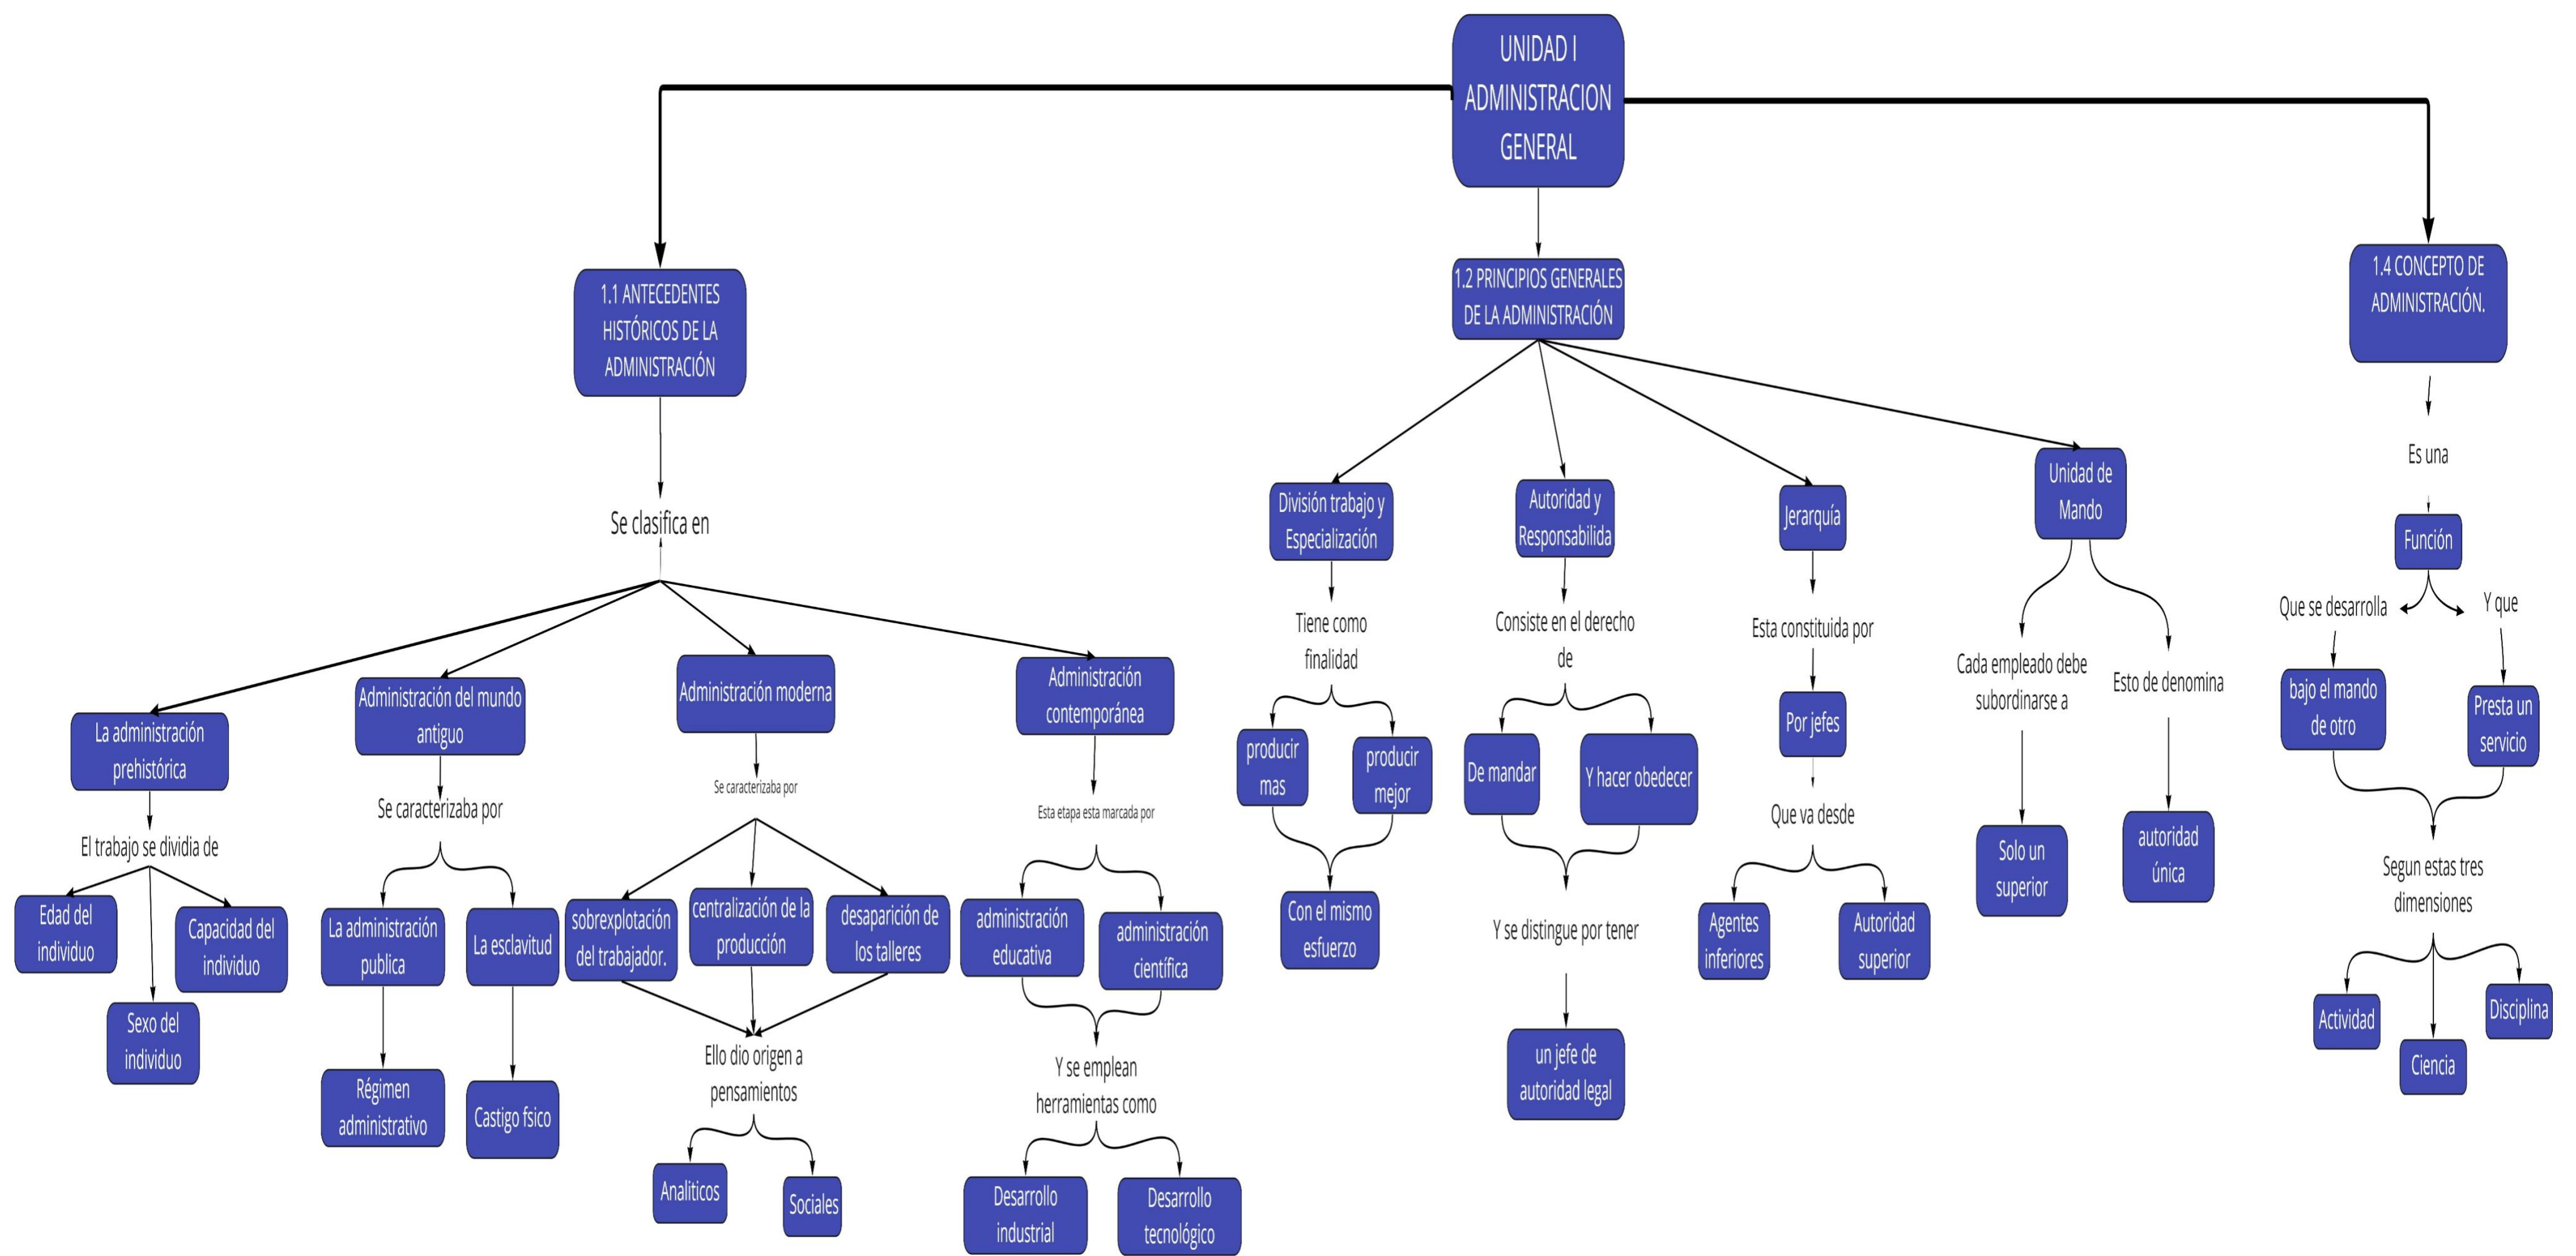 UNIDAD I
ADMINISTRACION
GENERAL
1.1 ANTECEDENTES
HISTÓRICOS DE LA
ADMINISTRACIÓN
Se clasifica en
La administración
prehistórica
El trabajo se dividia de
Edad del
individuo
Sexo del
individuo
Capacidad del
individuo
Administración del mundo
antiguo
Se caracterizaba por
La administración
publica
Régimen
administrativo
La esclavitud
Castigo fsico
Administración moderna
Se caracterizaba por
sobrexplotación
del trabajador.
centralización de la
producción
desaparición de
los talleres
Ello dio origen a
pensamientos
Analiticos
Sociales
Administración
contemporánea
Esta etapa esta marcada por
administración
educativa
administración
científica
Y se emplean
herramientas como
Desarrollo
industrial
Desarrollo
tecnológico
1.2 PRINCIPIOS GENERALES
DE LA ADMINISTRACIÓN
División trabajo y
Especialización
Tiene como
finalidad
producir
mas
producir
mejor
Con el mismo
esfuerzo
Autoridad y
Responsabilida
Consiste en el derecho
de
De mandar
Y hacer obedecer
Y se distingue por tener
un jefe de
autoridad legal
Jerarquía
Esta constituida por
Por jefes
Que va desde
Agentes
inferiores
Autoridad
superior
Unidad de
Mando
Cada empleado debe
subordinarse a
Solo un
superior
Esto de denomina
autoridad
única
1.4 CONCEPTO DE
ADMINISTRACIÓN.
Es una
Función
Que se desarrolla
bajo el mando
de otro
Y que
Presta un
servicio
Segun estas tres
dimensiones
Actividad
Ciencia
Disciplina